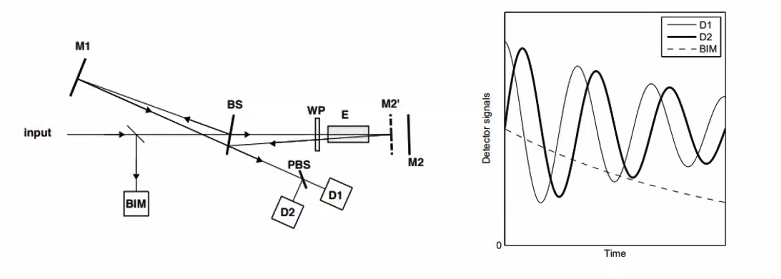 M1
input
BIM
BS
WP
E
M2'
M2
PBS
D1
D2
D1
D2
BIM
Detector signals
0
Time